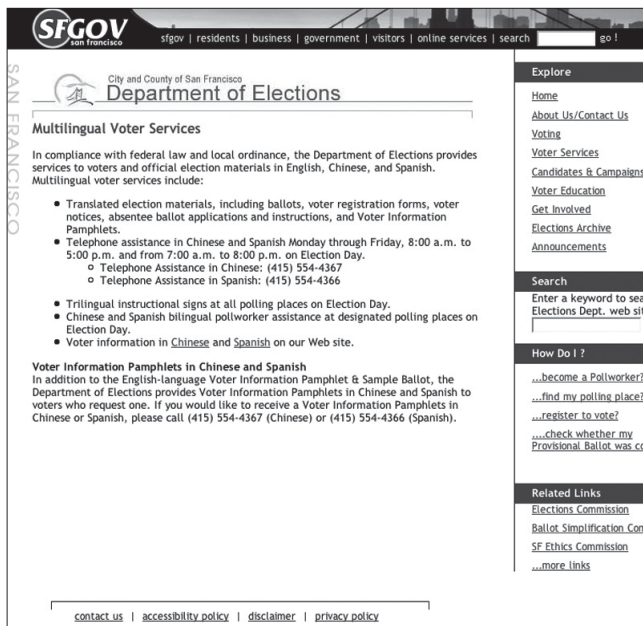 SFGOV
san francisco
sfgov | residents | business | government | visitors | online services | search
go !
SAN FRANCISCO
City and County of San Francisco
Department of Elections
Multilingual Voter Services
In compliance with federal law and local ordinance, the Department of Elections provides
services to voters and official election materials in English, Chinese, and Spanish.
Multilingual voter services include:
● Translated election materials, including ballots, voter registration forms, voter
notices, absentee ballot applications and instructions, and Voter Information
Pamphlets.
● Telephone assistance in Chinese and Spanish Monday through Friday, 8:00 a.m. to
5:00 p.m. and from 7:00 a.m. to 8:00 p.m. on Election Day.
○ Telephone Assistance in Chinese: (415) 554-4367
○ Telephone Assistance in Spanish: (415) 554-4366
● Trilingual instructional signs at all polling places on Election Day.
● Chinese and Spanish bilingual pollworker assistance at designated polling places on
Election Day.
● Voter information in Chinese and Spanish on our Web site.
Voter Information Pamphlets in Chinese and Spanish
In addition to the English-language Voter Information Pamphlet & Sample Ballot, the
Department of Elections provides Voter Information Pamphlets in Chinese and Spanish to
voters who request one. If you would like to receive a Voter Information Pamphlets in
Chinese or Spanish, please call (415) 554-4367 (Chinese) or (415) 554-4366 (Spanish).
Explore
Home
About Us/Contact Us
Voting
Voter Services
Candidates & Campaigns
Voter Education
Get Involved
Elections Archive
Announcements
Search
Enter a keyword to sea
Elections Dept. web sit
How Do I ?
...become a Pollworker?
...find my polling place?
...register to vote?
....check whether my
Provisional Ballot was co
Related Links
Elections Commission
Ballot Simplification Con
SF Ethics Commission
...more links
contact us | accessibility policy | disclaimer | privacy policy